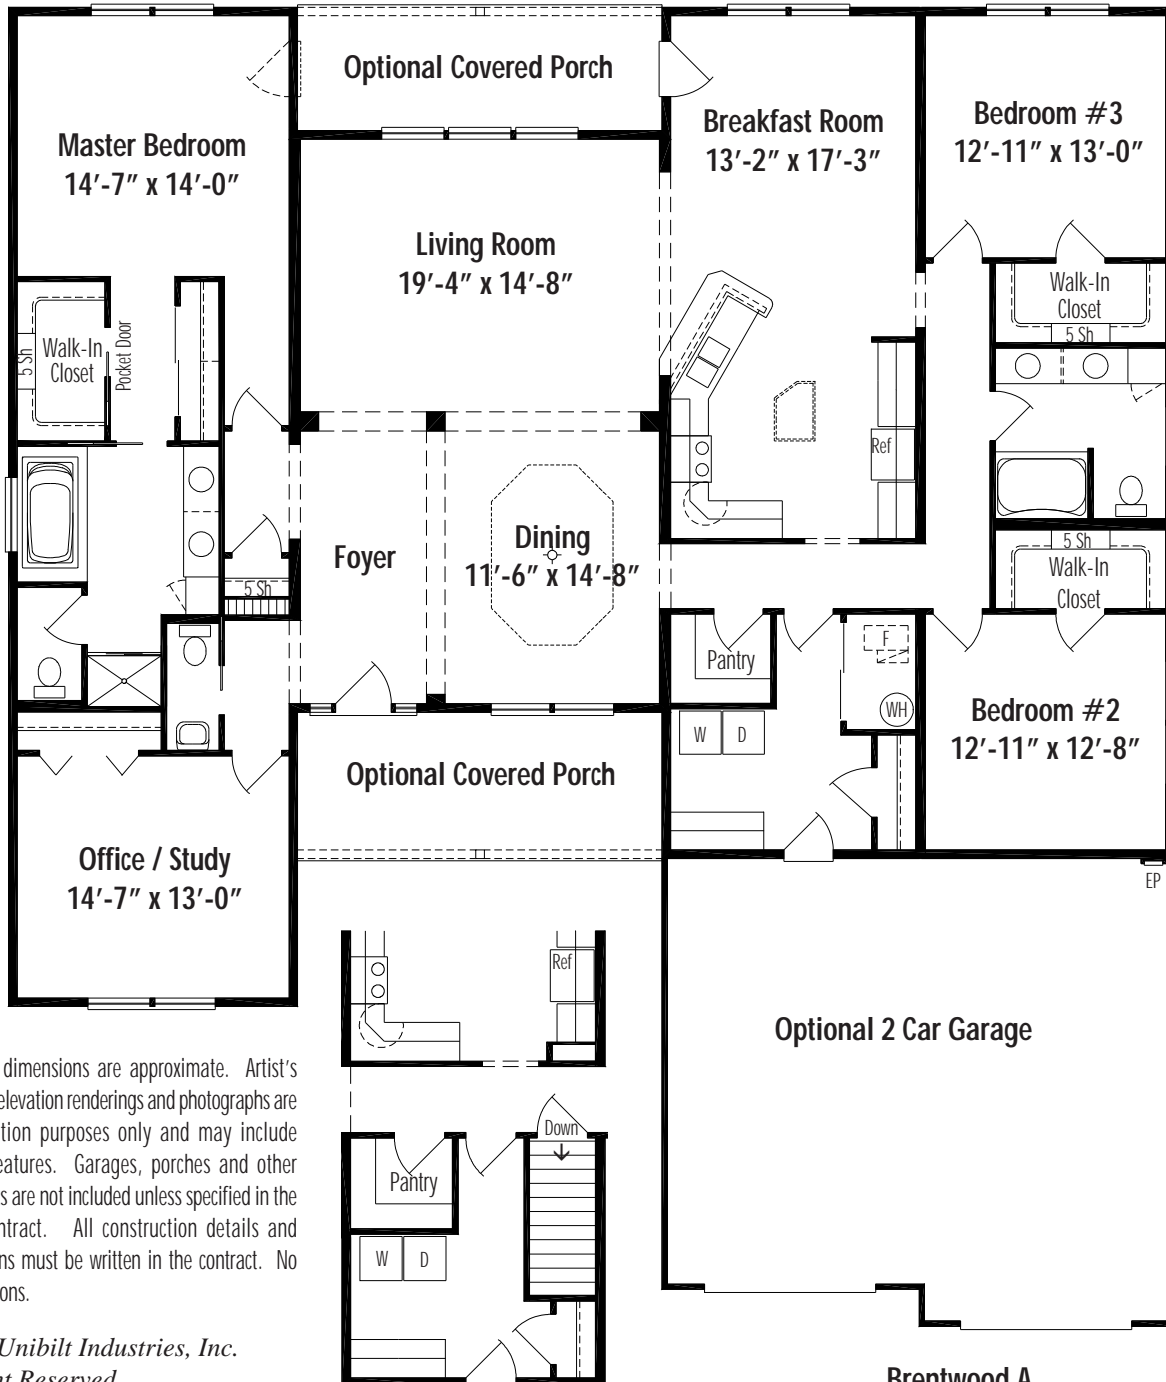 Optional Covered Porch
Master Bedroom
14'-7" x 14'-0"
Breakfast Room
13'-2" x 17'-3"
Bedroom #3
12'-11" x 13'-0"
Living Room
19'-4" x 14'-8"
Walk-In
Closet
5 Sh
Pocket Door
Walk-In
Closet
5 Sh
Ref
Foyer
Dining
11'-6" x 14'-8"
5 Sh
5 Sh
Walk-In
Closet
Pantry
F
WH
W D
Bedroom #2
12'-11" x 12'-8"
Optional Covered Porch
Office / Study
14'-7" x 13'-0"
EP
Ref
Optional 2 Car Garage
Down
Pantry
W D
dimensions are approximate. Artist's
elevation renderings and photographs are
tion purposes only and may include
eatures. Garages, porches and other
s are not included unless specified in the
ntract. All construction details and
ns must be written in the contract. No
ons.
Unibilt Industries, Inc.
nt Reserved
Brentwood A